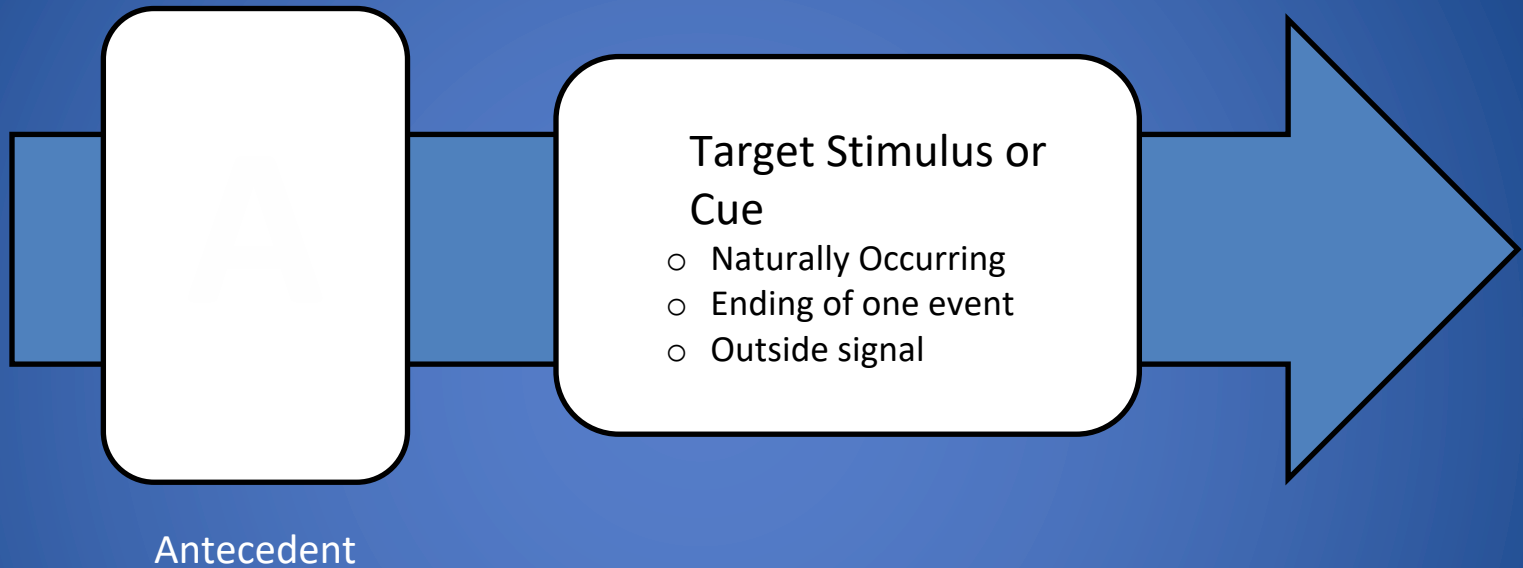 Target Stimulus or
Cue
○ Naturally Occurring
○ Ending of one event
○ Outside signal
Antecedent